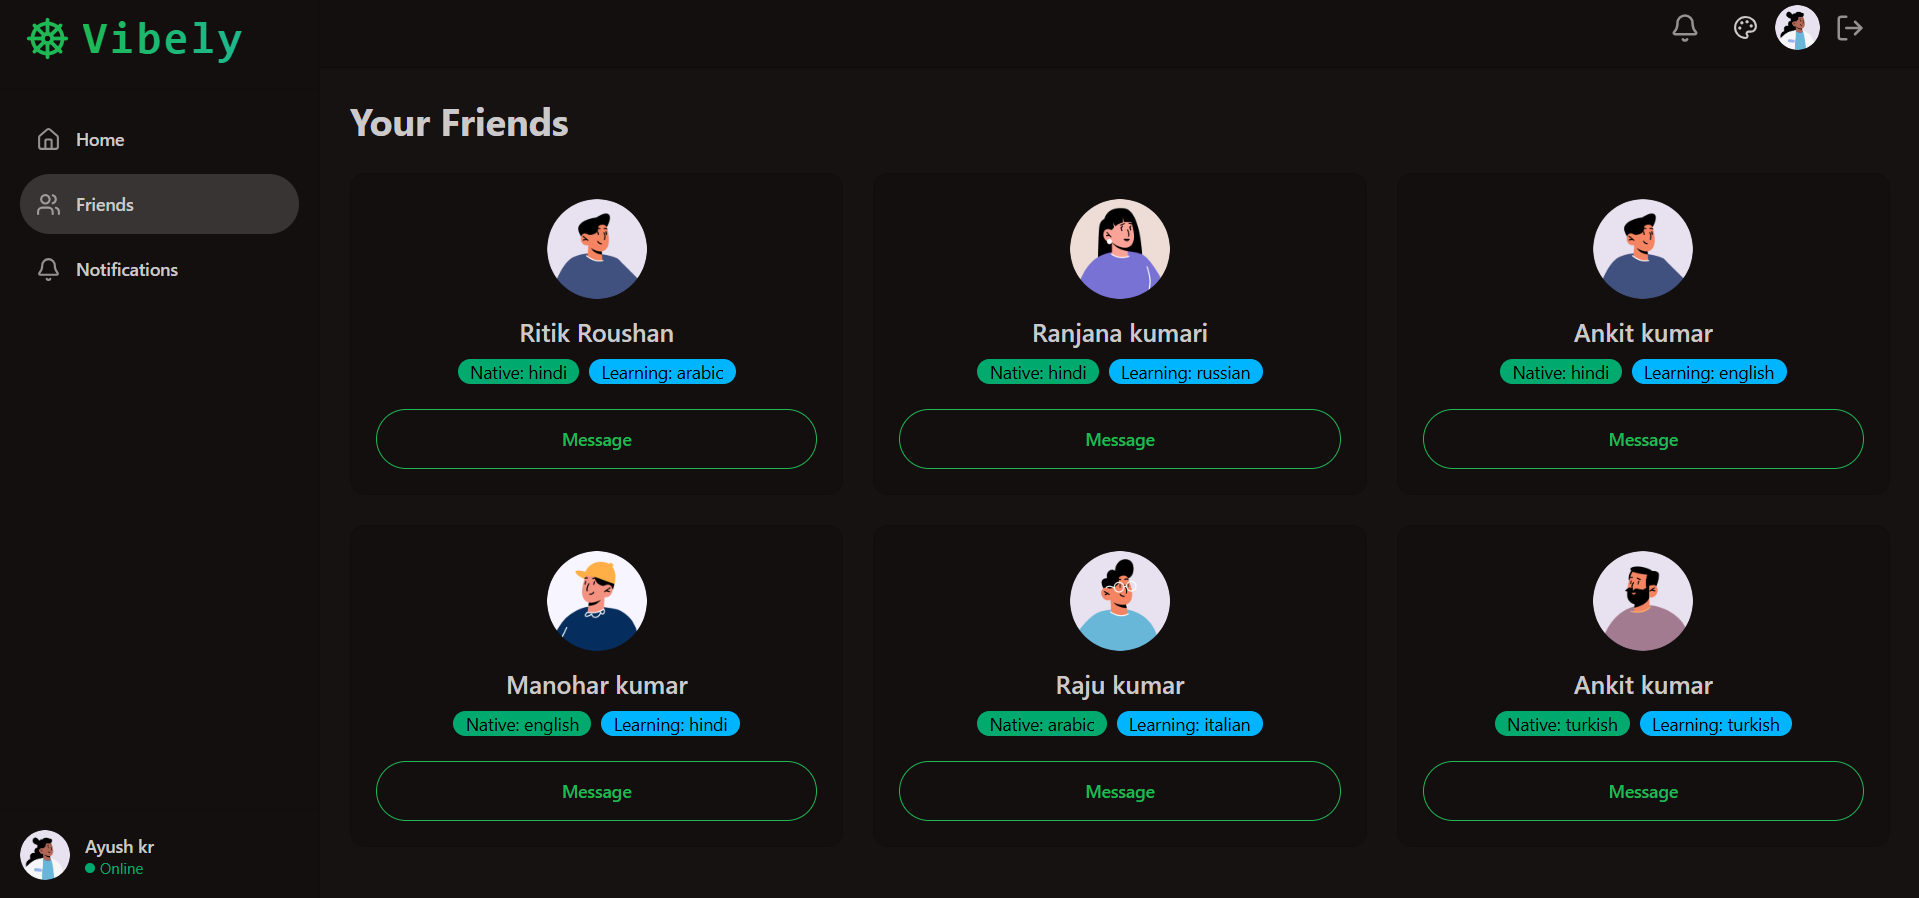 Vibely
Home
Friends
Notifications
Your Friends
Ritik Roushan
Native: hindi Learning: arabic
Message
Ranjana kumari
Native: hindi Learning: russian
Message
Ankit kumar
Native: hindi Learning: english
Message
Manohar kumar
Native: english Learning: hindi
Message
Raju kumar
Native: arabic Learning: italian
Message
Ankit kumar
Native: turkish Learning: turkish
Message
Ayush kr
Online